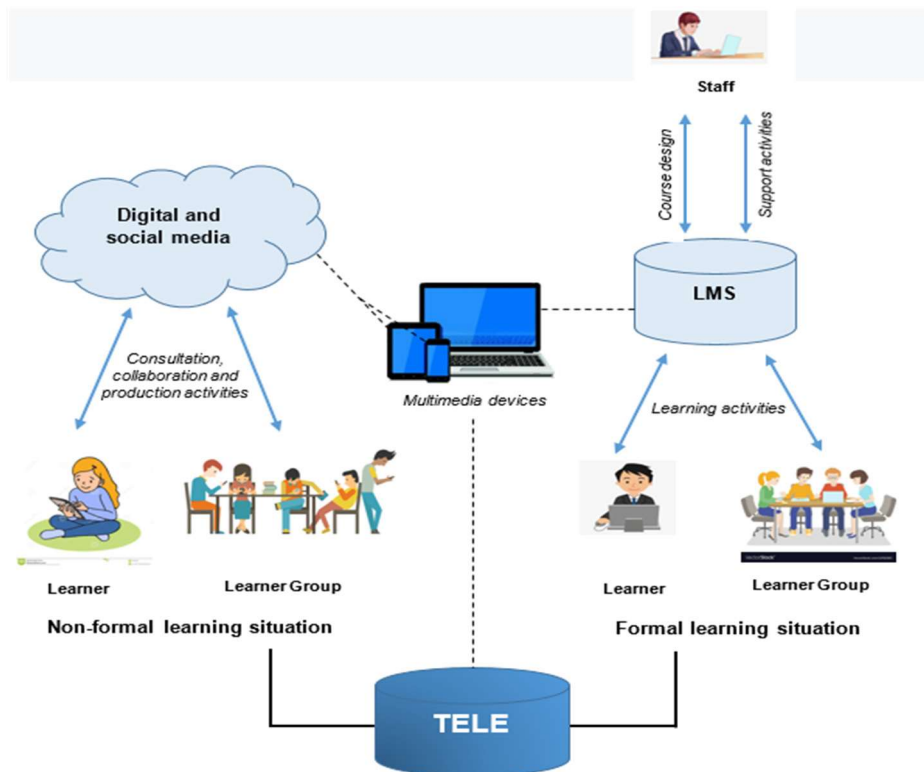 Staff
Course design
Support activities
Digital and
social media
LMS
Consultation,
collaboration and
production activities
Multimedia devices
Learning activities
Learner
Learner Group
Learner
Learner Group
Non-formal learning situation
Formal learning situation
TELE